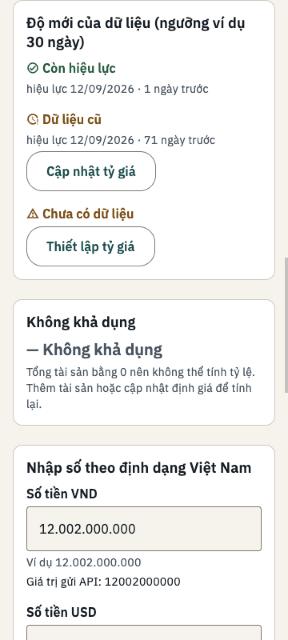 Độ mới của dữ liệu (ngưỡng ví dụ
30 ngày)
Còn hiệu lực
hiệu lực 12/09/2026 · 1 ngày trước
Dữ liệu cũ
hiệu lực 12/09/2026 · 71 ngày trước
Cập nhật tỷ giá
Chưa có dữ liệu
Thiết lập tỷ giá
Không khả dụng
— Không khả dụng
Tổng tài sản bằng 0 nên không thể tính tỷ lệ.
Thêm tài sản hoặc cập nhật định giá để tính
lại.
Nhập số theo định dạng Việt Nam
Số tiền VND
12.002.000.000
Ví dụ 12.002.000.000
Giá trị gửi API: 12002000000
Số tiền USD